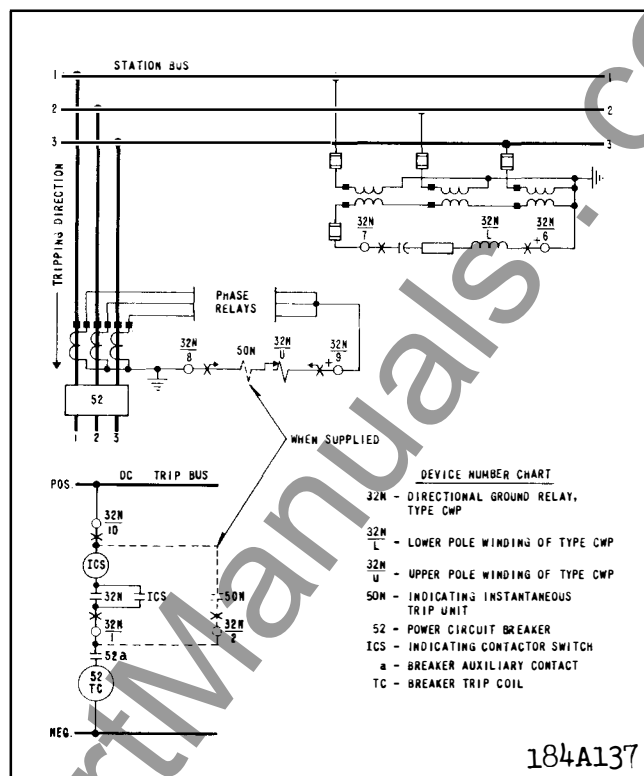 STATION BUS
1 1
2 2
3 3
TRIPPING DIRECTION
32N
7
32N
L
32N
+ 6
PHASE
RELAYS
32N
8
50N
32N
U
32N
+ 9
52
1 2 3
WHEN SUPPLIED
POS. DC TRIP BUS
32N
10
ICS
32N ICS 50N
32N
1
32N
2
52a
52
TC
NEG.
DEVICE NUMBER CHART
32N - DIRECTIONAL GROUND RELAY,
TYPE CWP
32N
L - LOWER POLE WINDING OF TYPE CWP
32N
U - UPPER POLE WINDING OF TYPE CWP
50N - INDICATING INSTANTANEOUS
TRIP UNIT
52 - POWER CIRCUIT BREAKER
ICS - INDICATING CONTACTOR SWITCH
a - BREAKER AUXILIARY CONTACT
TC - BREAKER TRIP COIL
184A137
rtManuals.co